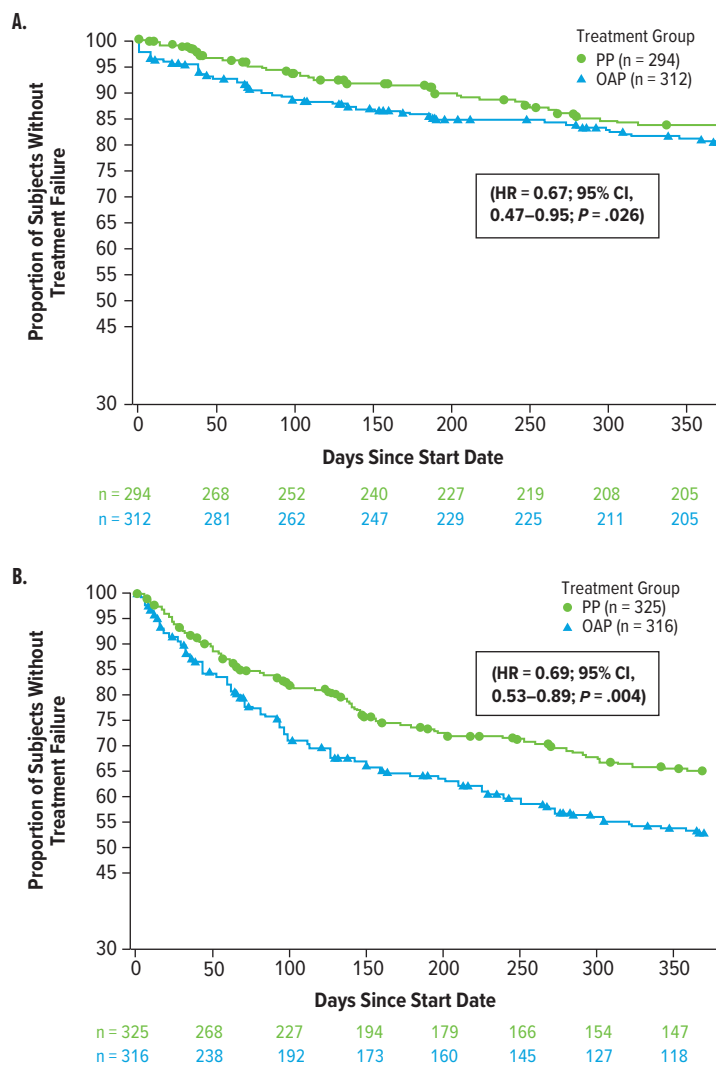 A.
Treatment Group
PP (n = 294)
OAP (n = 312)
(HR = 0.67; 95% CI,
0.47–0.95; P = .026)
Proportion of Subjects Without
Treatment Failure
100
95
90
85
80
75
70
65
60
55
50
45
30
0 50 100 150 200 250 300 350
Days Since Start Date
n = 294 268 252 240 227 219 208 205
n = 312 281 262 247 229 225 211 205
B.
Treatment Group
PP (n = 325)
OAP (n = 316)
(HR = 0.69; 95% CI,
0.53–0.89; P = .004)
Proportion of Subjects Without
Treatment Failure
100
95
90
85
80
75
70
65
60
55
50
45
30
0 50 100 150 200 250 300 350
Days Since Start Date
n = 325 268 227 194 179 166 154 147
n = 316 238 192 173 160 145 127 118